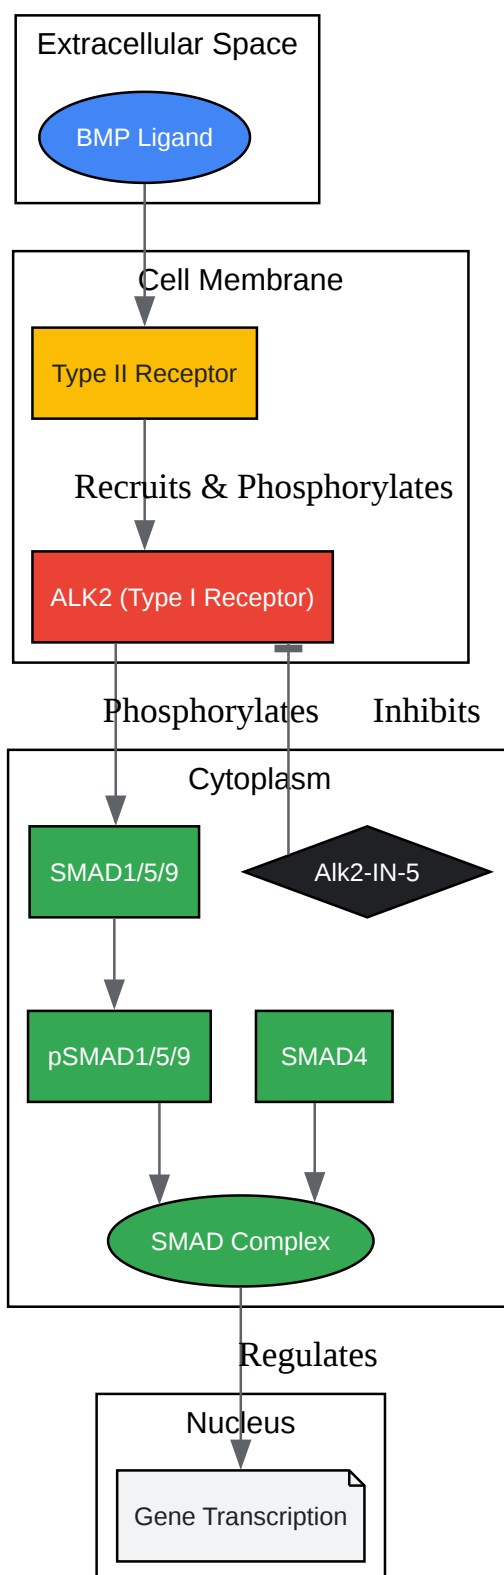 Extracellular Space
BMP Ligand
Cell Membrane
Type II Receptor
Recruits & Phosphorylates
ALK2 (Type I Receptor)
Phosphorylates
Inhibits
Cytoplasm
SMAD1/5/9
Alk2-IN-5
pSMAD1/5/9
SMAD4
SMAD Complex
Regulates
Nucleus
Gene Transcription